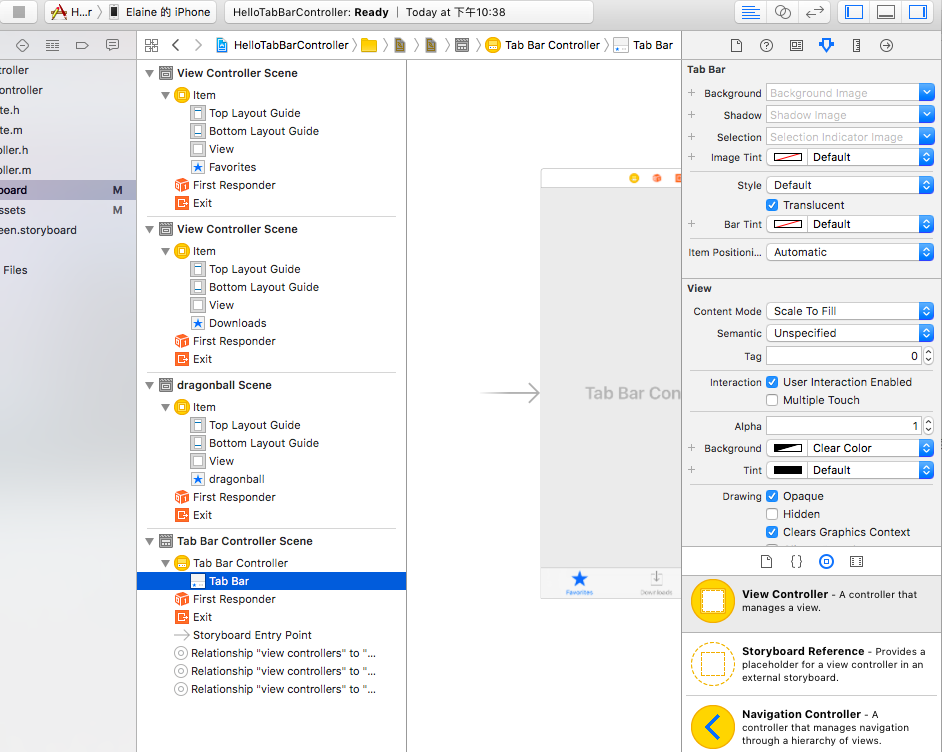 H...r
Elaine 的 iPhone
HelloTabBarController: Ready | Today at 下午10:38
HelloTabBarController
Tab Bar Controller
Tab Bar
roller
ontroller
te.h
te.m
oller.h
oller.m
board M
ssets M
een.storyboard
Files
View Controller Scene
Item
Top Layout Guide
Bottom Layout Guide
View
Favorites
First Responder
Exit
View Controller Scene
Item
Top Layout Guide
Bottom Layout Guide
View
Downloads
First Responder
Exit
dragonball Scene
Item
Top Layout Guide
Bottom Layout Guide
View
dragonball
First Responder
Exit
Tab Bar Controller Scene
Tab Bar Controller
Tab Bar
First Responder
Exit
Storyboard Entry Point
Relationship "view controllers" to "...
Relationship "view controllers" to "...
Relationship "view controllers" to "...
Tab Bar Con
Favorites
Downloads
Tab Bar
Background Background Image
Shadow Shadow Image
Selection Selection Indicator Image
Image Tint Default
Style Default
Translucent
Bar Tint Default
Item Positioni... Automatic
View
Content Mode Scale To Fill
Semantic Unspecified
Tag 0
Interaction User Interaction Enabled
Multiple Touch
Alpha 1
Background Clear Color
Tint Default
Drawing Opaque
Hidden
Clears Graphics Context
{}
View Controller - A controller that
manages a view.
Storyboard Reference - Provides a
placeholder for a view controller in an
external storyboard.
Navigation Controller - A
controller that manages navigation
through a hierarchy of views.